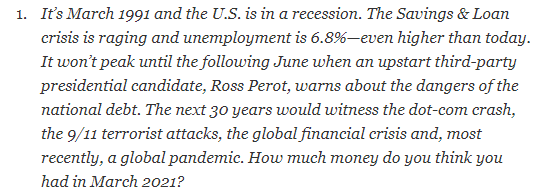 1. It's March 1991 and the U.S. is in a recession. The Savings & Loan
crisis is raging and unemployment is 6.8%—even higher than today.
It won't peak until the following June when an upstart third-party
presidential candidate, Ross Perot, warns about the dangers of the
national debt. The next 30 years would witness the dot-com crash,
the 9/11 terrorist attacks, the global financial crisis and, most
recently, a global pandemic. How much money do you think you
had in March 2021?